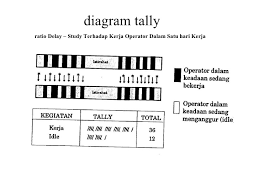 diagram tally
ratio Delay – Study Terhadap Kerja Operator Dalam Satu hari Kerja
istirahat
istirahat
Operator dalam
keadaan sedang
bekerja
Operator dalam
keadaan sedang
menganggur (idle
KEGIATAN TALLY TOTAL
Kerja 36
Idle 12